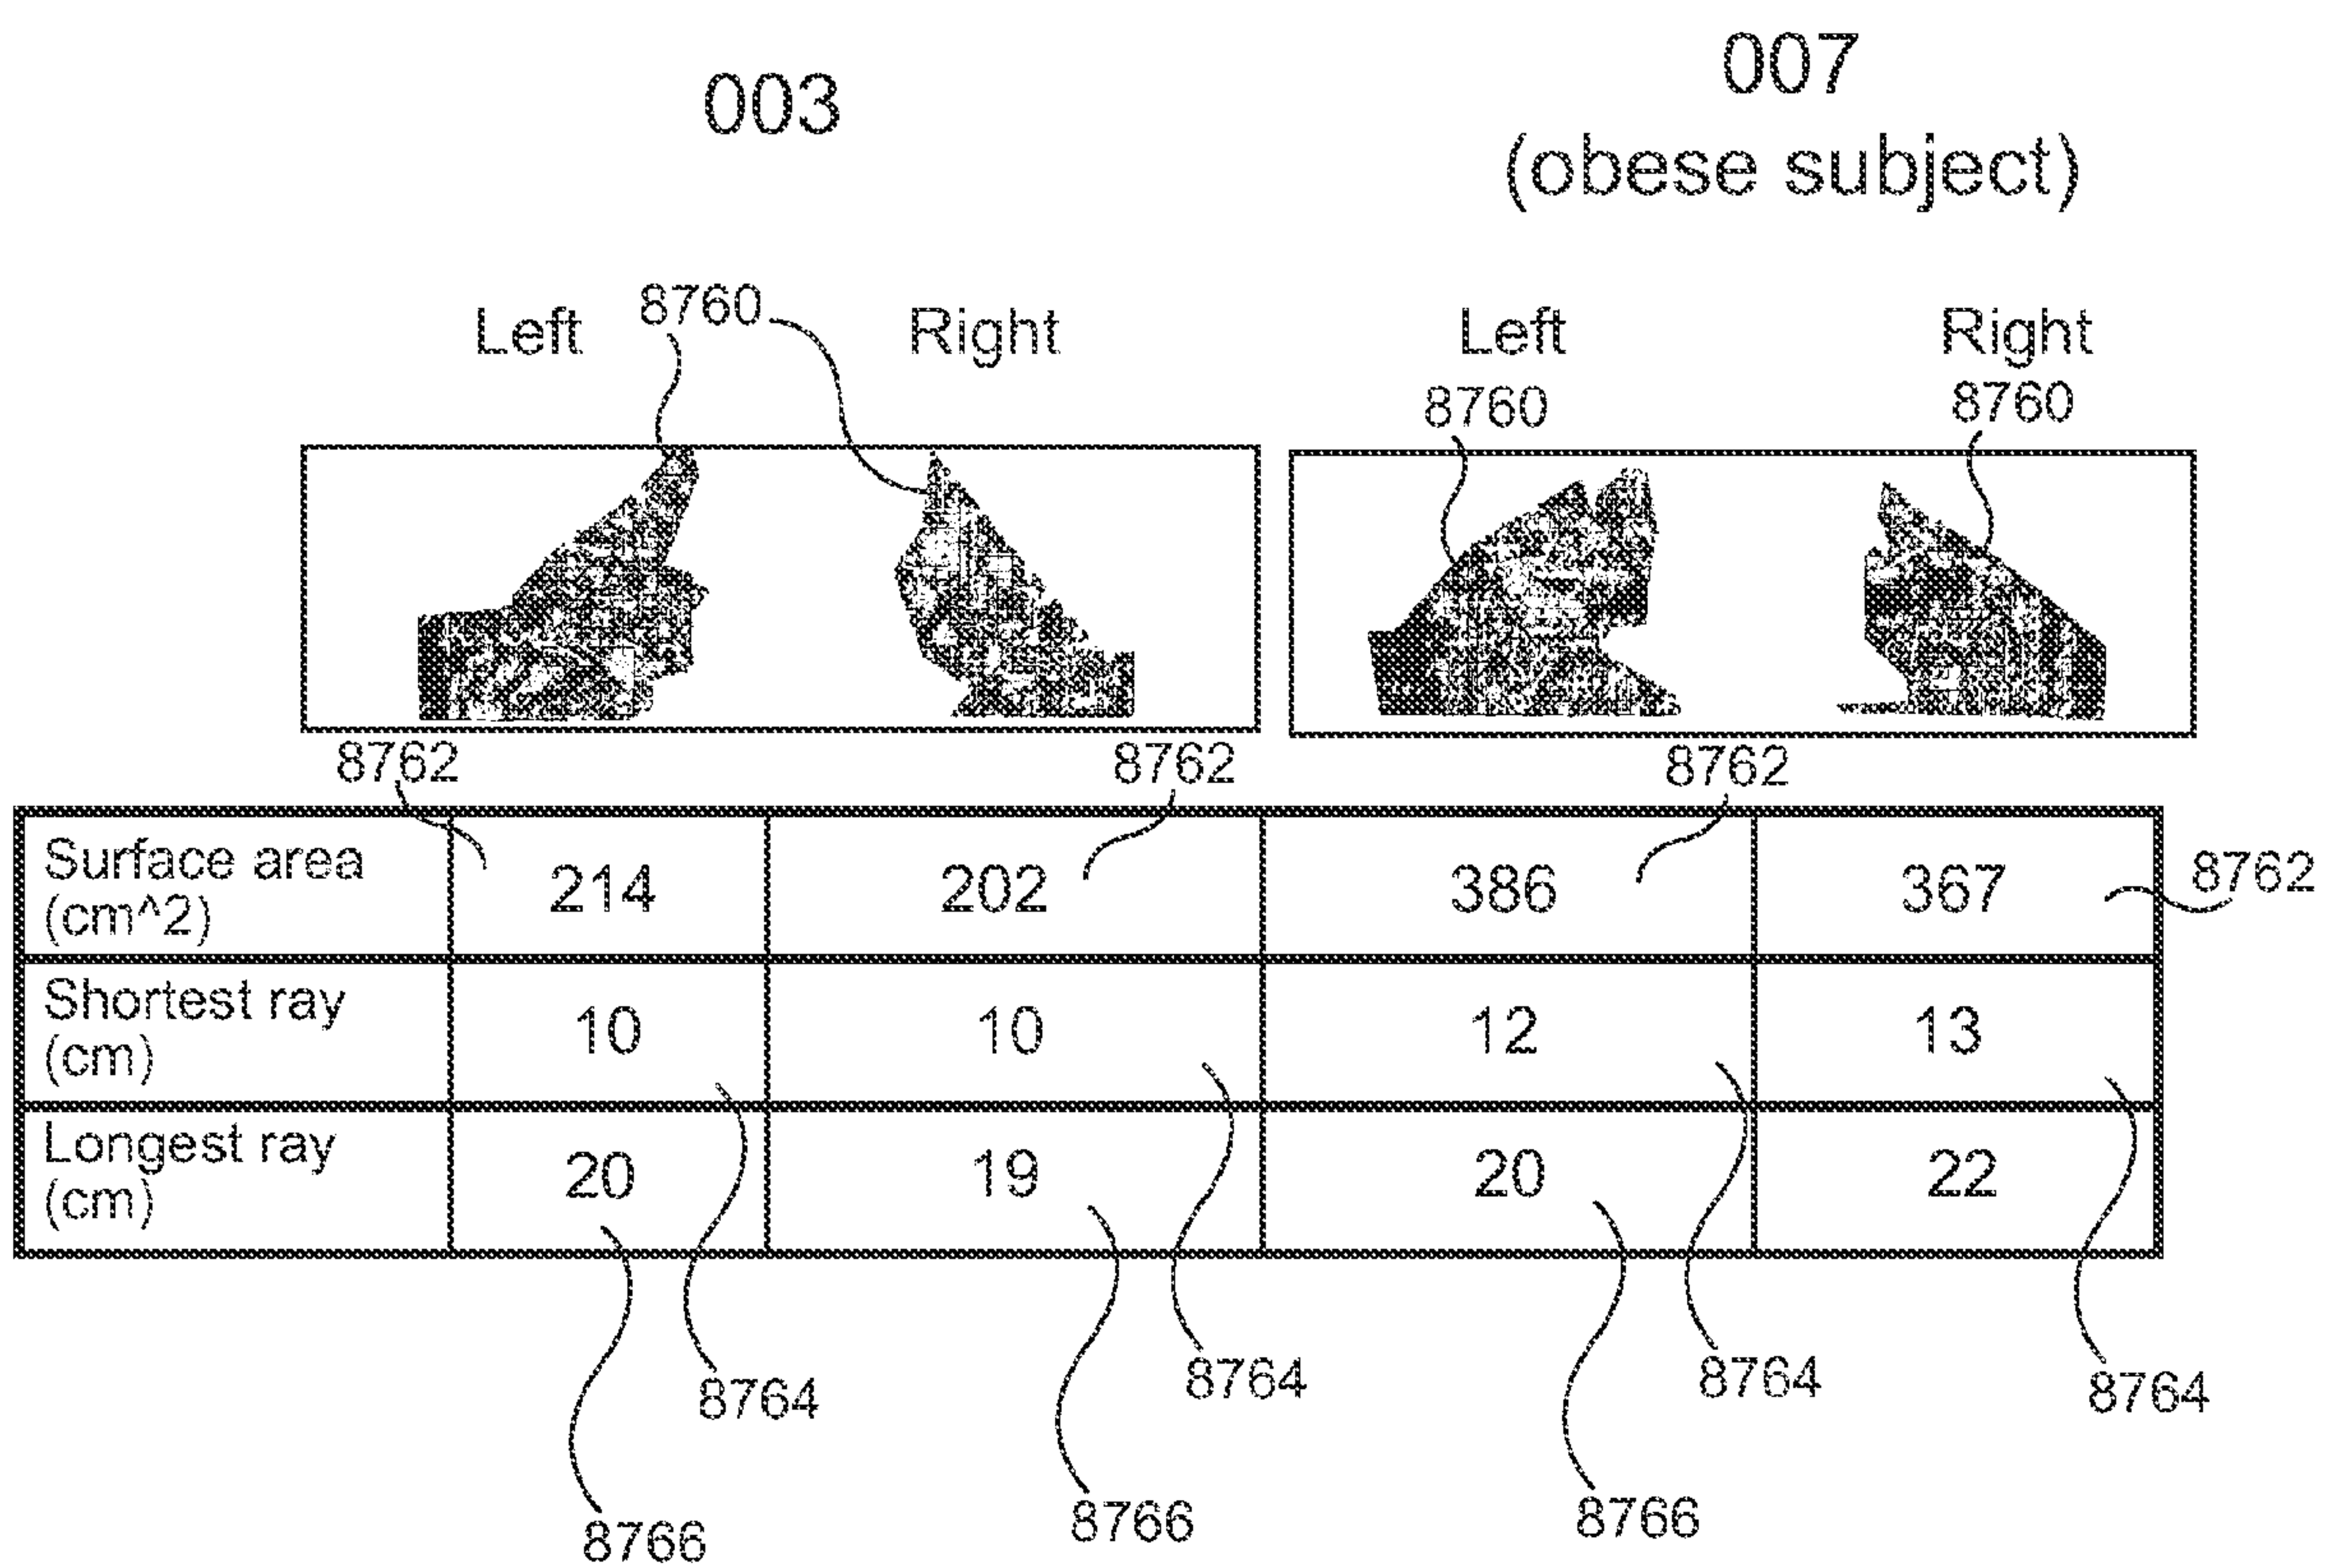 003
007
(obese subject)
Left
8760
Right
Left
Right
8760
8760
8762
8762
8762
Surface area
(cm^2)
214
202
386
367
8762
Shortest ray
(cm)
10
10
12
13
Longest ray
(cm)
20
19
20
22
8764
8764
8764
8764
8766
8766
8766